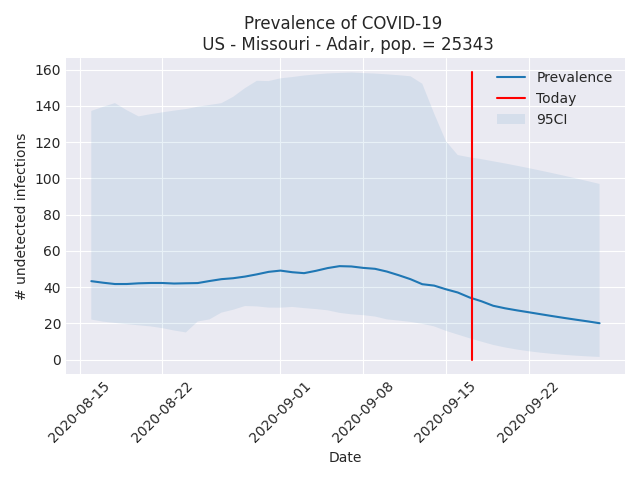 Prevalence of COVID-19
US - Missouri - Adair, pop. = 25343
# undetected infections
160
140
120
100
80
60
40
20
0
Prevalence
Today
95CI
2020-08-15
2020-08-22
2020-09-01
2020-09-08
2020-09-15
2020-09-22
Date